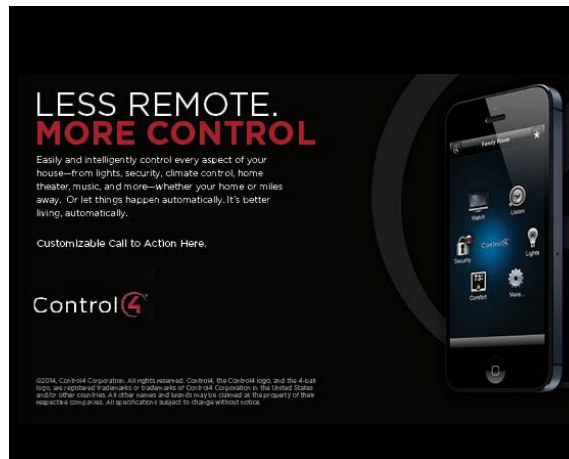 LESS REMOTE.
MORE CONTROL
Easily and intelligently control every aspect of your
house—from lights, security, climate control, home
theater, music, and more—whether your home or miles
away. Or let things happen automatically. It's better
living, automatically.
Customizable Call to Action Here.
Control4
©2014, Control4 Corporation. All rights reserved. Control4, the Control4 logo, and the 4-ball
logo, are registered trademarks or trademarks of Control4 Corporation in the United States
and/or other countries. All other names and brands may be claimed as the property of their
respective companies. All specifications subject to change without notice.
Family Room
Watch
Listen
Security
Control4
Lights
73
Comfort
More...